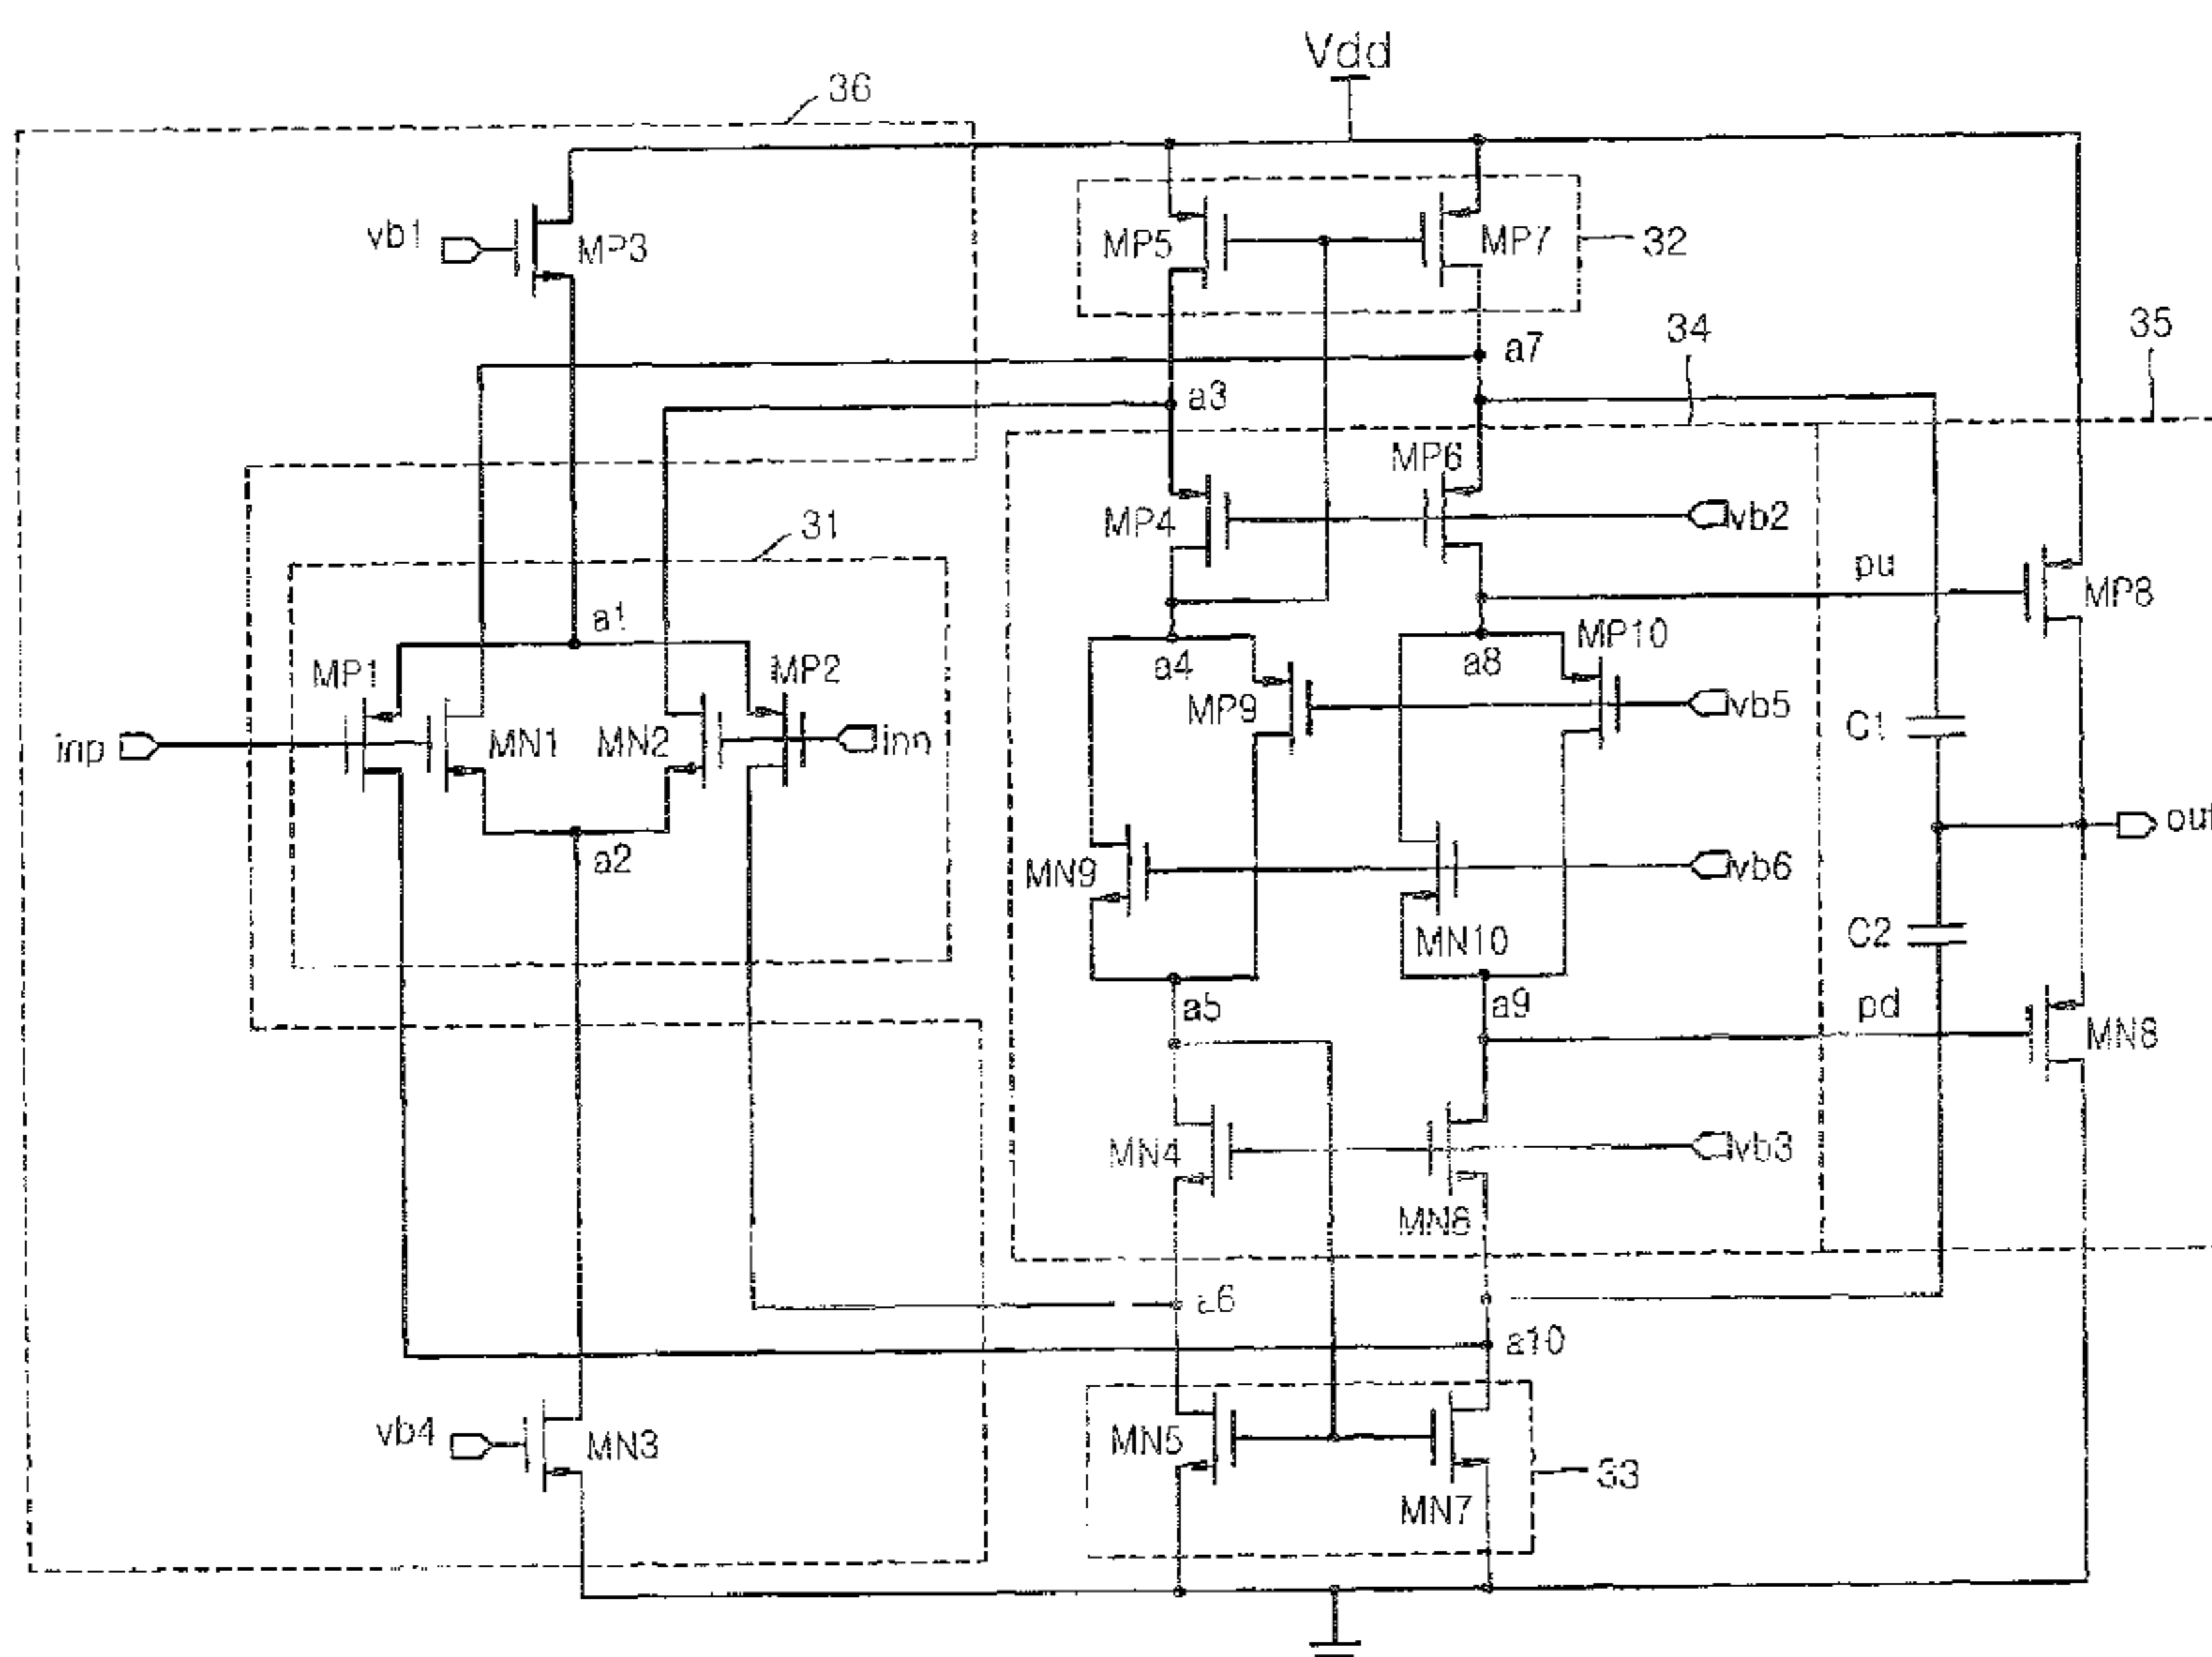 Vdd
36
vb1
MP3
MP5
MP7
32
a7
34
35
a3
MP6
MP4
vb2
31
pu
MP8
a1
MP1
MP2
a4
a8
MP10
MP9
vb5
inp
MN1
MN2
inn
C1
out
a2
MN9
vb6
MN10
C2
a5
a9
pd
MN8
MN4
vb3
MN6
a6
a10
vb4
MN3
MN5
MN7
33